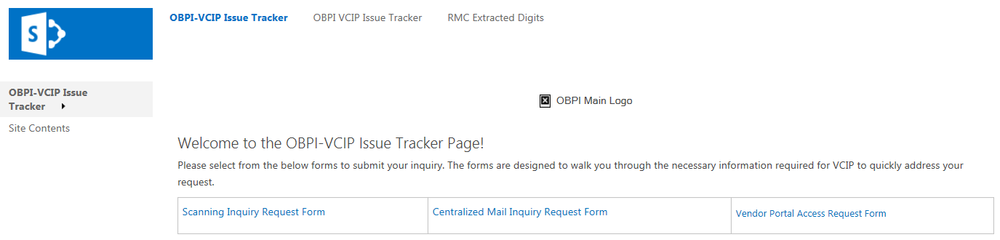 S
OBPI-VCIP Issue Tracker OBPI VCIP Issue Tracker RMC Extracted Digits
OBPI-VCIP Issue
Tracker
Site Contents
OBPI Main Logo
Welcome to the OBPI-VCIP Issue Tracker Page!
Please select from the below forms to submit your inquiry. The forms are designed to walk you through the necessary information required for VCIP to quickly address your
request.
Scanning Inquiry Request Form Centralized Mail Inquiry Request Form Vendor Portal Access Request Form